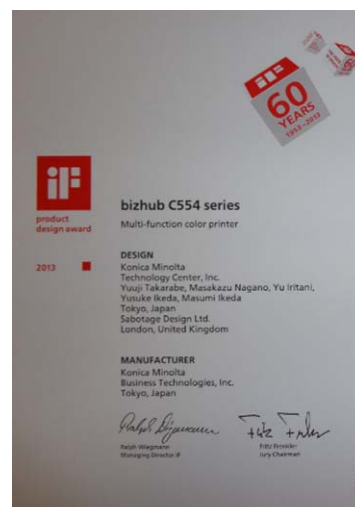 iF
60
YEARS
1953-2013
iF
product
design award
bizhub C554 series
Multi-function color printer
DESIGN
2013
Konica Minolta
Technology Center, Inc.
Yuuji Takarabe, Masakazu Nagano, Yu Iritani,
Yusuke Ikeda, Masumi Ikeda
Tokyo, Japan
Sabotage Design Ltd.
London, United Kingdom
MANUFACTURER
Konica Minolta
Business Technologies, Inc.
Tokyo, Japan
Ralph Wiegmann
Managing Director iF
Fritz Frenkler
Jury Chairman